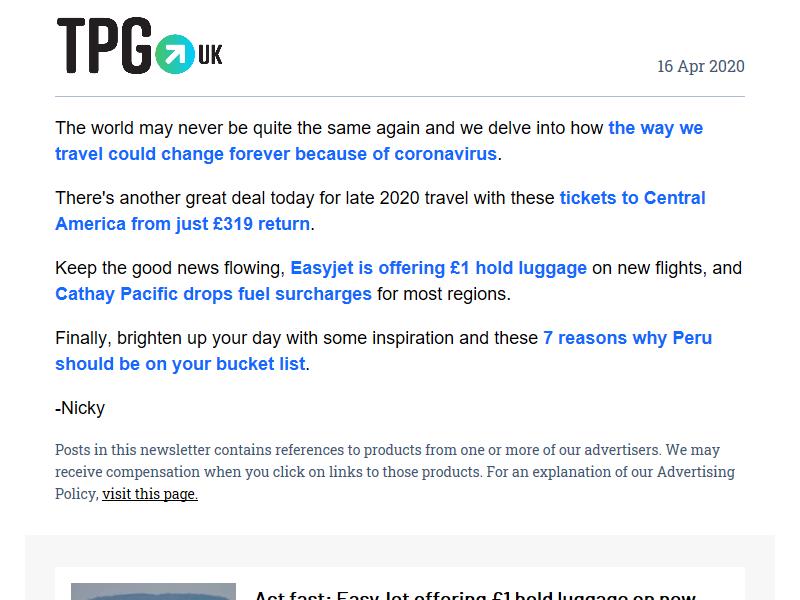 TPG UK
16 Apr 2020
The world may never be quite the same again and we delve into how the way we
travel could change forever because of coronavirus.
There's another great deal today for late 2020 travel with these tickets to Central
America from just £319 return.
Keep the good news flowing, Easyjet is offering £1 hold luggage on new flights, and
Cathay Pacific drops fuel surcharges for most regions.
Finally, brighten up your day with some inspiration and these 7 reasons why Peru
should be on your bucket list.
-Nicky
Posts in this newsletter contains references to products from one or more of our advertisers. We may
receive compensation when you click on links to those products. For an explanation of our Advertising
Policy, visit this page.
Act fast: EasyJet offering £1 hold luggage on new